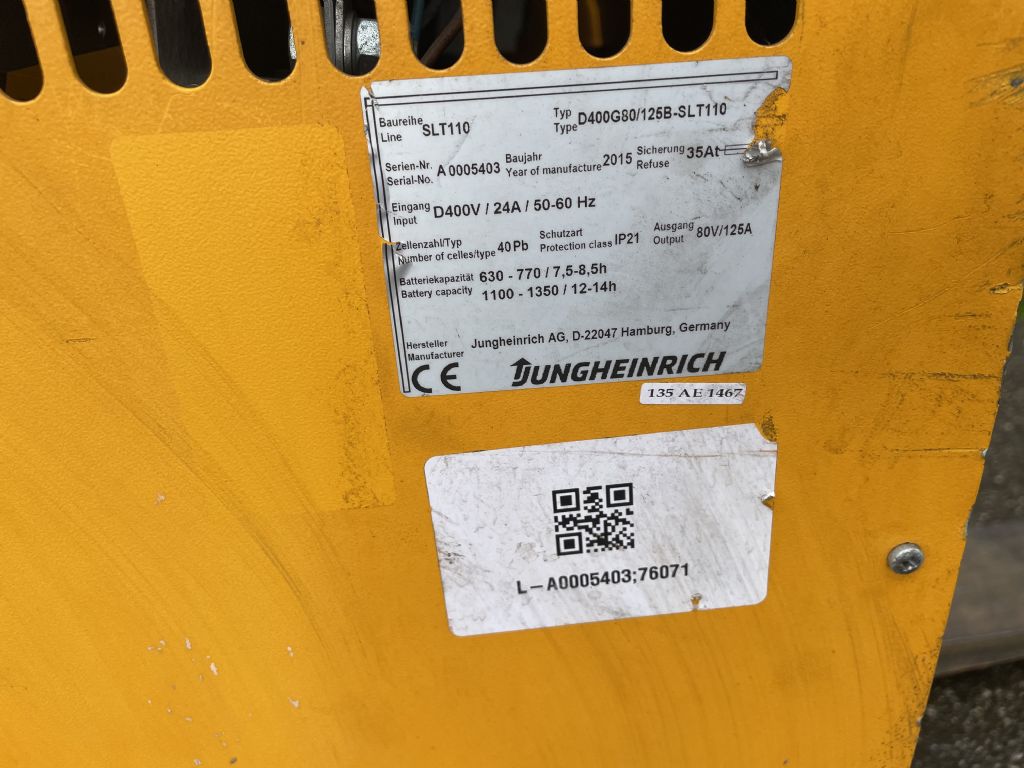 Baureihe Line SLT110 Typ Type D400G80/125B-SLT110
Serien-Nr. Serial-No. A 0005403 Baujahr Year of manufacture 2015 Sicherung Refuse 35At
Eingang Input D400V / 24A / 50-60 Hz
Zellenzahl/Typ Number of celles/type 40 Pb Schutzart Protection class IP21 Ausgang Output 80V/125A
Batteriekapazität 630 - 770 / 7,5-8,5h
Battery capacity 1100 - 1350 / 12-14h
Hersteller Manufacturer Jungheinrich AG, D-22047 Hamburg, Germany
CE JUNGHEINRICH
135 AE 1467
L-A0005403;76071